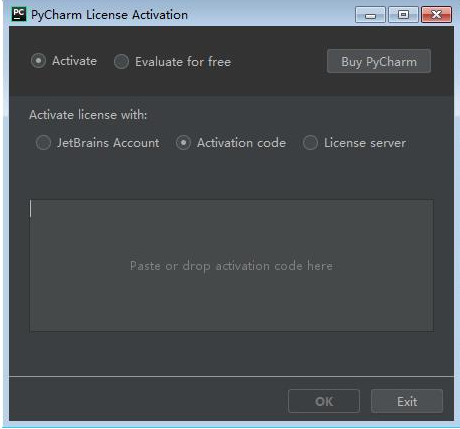 PC PyCharm License Activation
Activate Evaluate for free Buy PyCharm
Activate license with:
JetBrains Account Activation code License server
Paste or drop activation code here
OK Exit